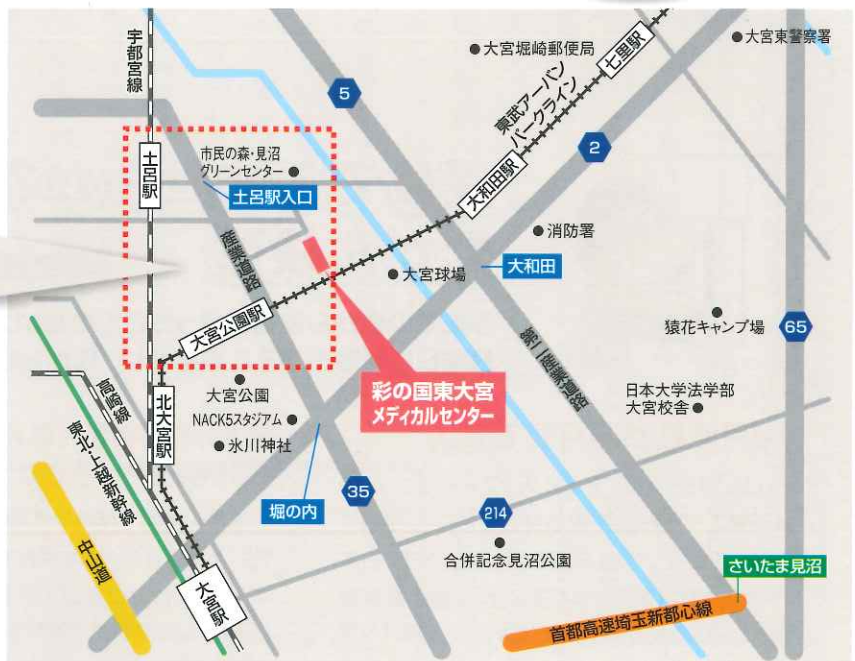 宇都宮線
土呂駅
市民の森・見沼
グリーンセンター
土呂駅入口
産業道路
5
大宮堀崎郵便局
東武アーバン
パークライン
七里駅
大宮東警察署
2
大和田駅
消防署
大和田
大宮球場
大宮公園駅
彩の国東大宮
メディカルセンター
第二産業道路
猿花キャンプ場
65
日本大学法学部
大宮校舎
大宮公園
NACK5スタジアム
氷川神社
北大宮駅
高崎線
東北・上越新幹線
中山道
大宮駅
堀の内
35
214
合併記念見沼公園
さいたま見沼
首都高速埼玉新都心線